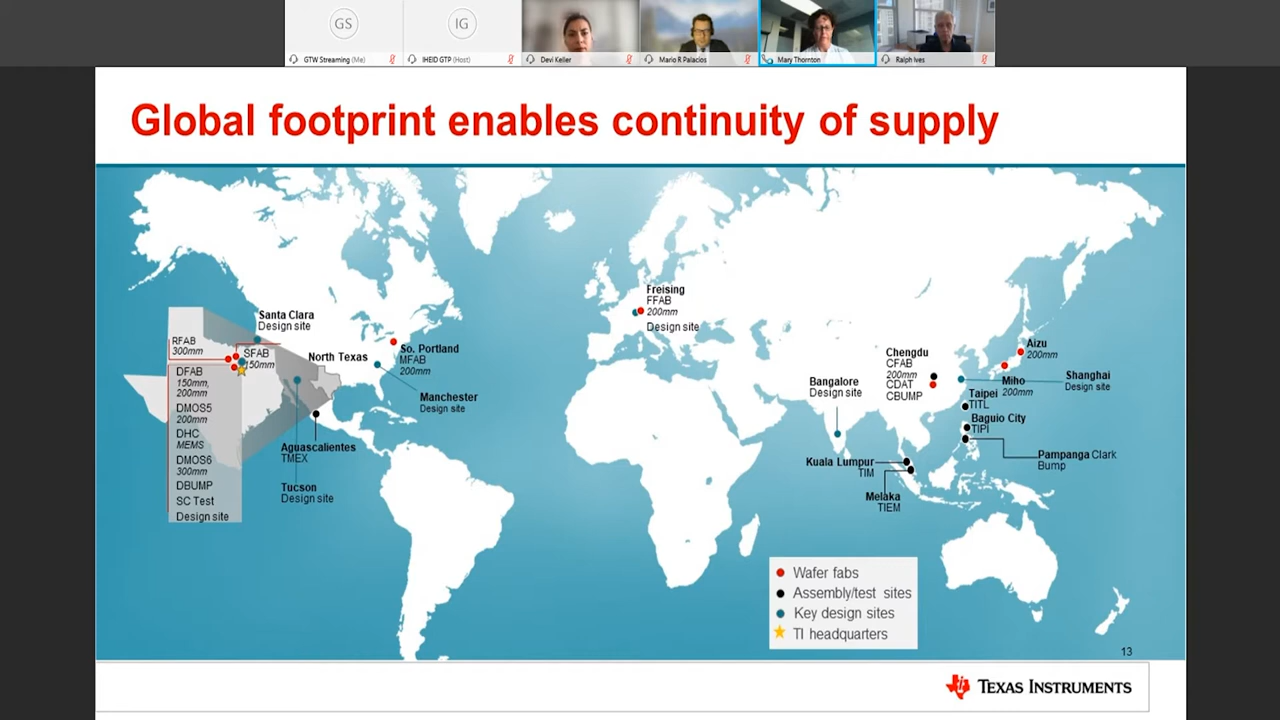 GS
IG
GTW Streaming (Me)
IHEID GTP (Host)
Devi Keller
Mario R Palacios
Mary Thornton
Ralph Ives
Global footprint enables continuity of supply
Santa Clara
Design site
RFAB
300mm
SFAB
150mm
North Texas
DFAB
150mm,
200mm
DMOS5
200mm
DHC
MEMS
DMOS6
300mm
DBUMP
SC Test
Design site
So. Portland
MFAB
200mm
Manchester
Design site
Aguascalientes
TMEX
Tucson
Design site
Freising
FFAB
200mm
Design site
Bangalore
Design site
Chengdu
CFAB
200mm
CDAT
CBUMP
Aizu
200mm
Miho
200mm
Shanghai
Design site
Taipei
TITL
Baguio City
TIPI
Pampanga Clark
Bump
Kuala Lumpur
TIM
Melaka
TIEM
Wafer fabs
Assembly/test sites
Key design sites
TI headquarters
13
TEXAS INSTRUMENTS